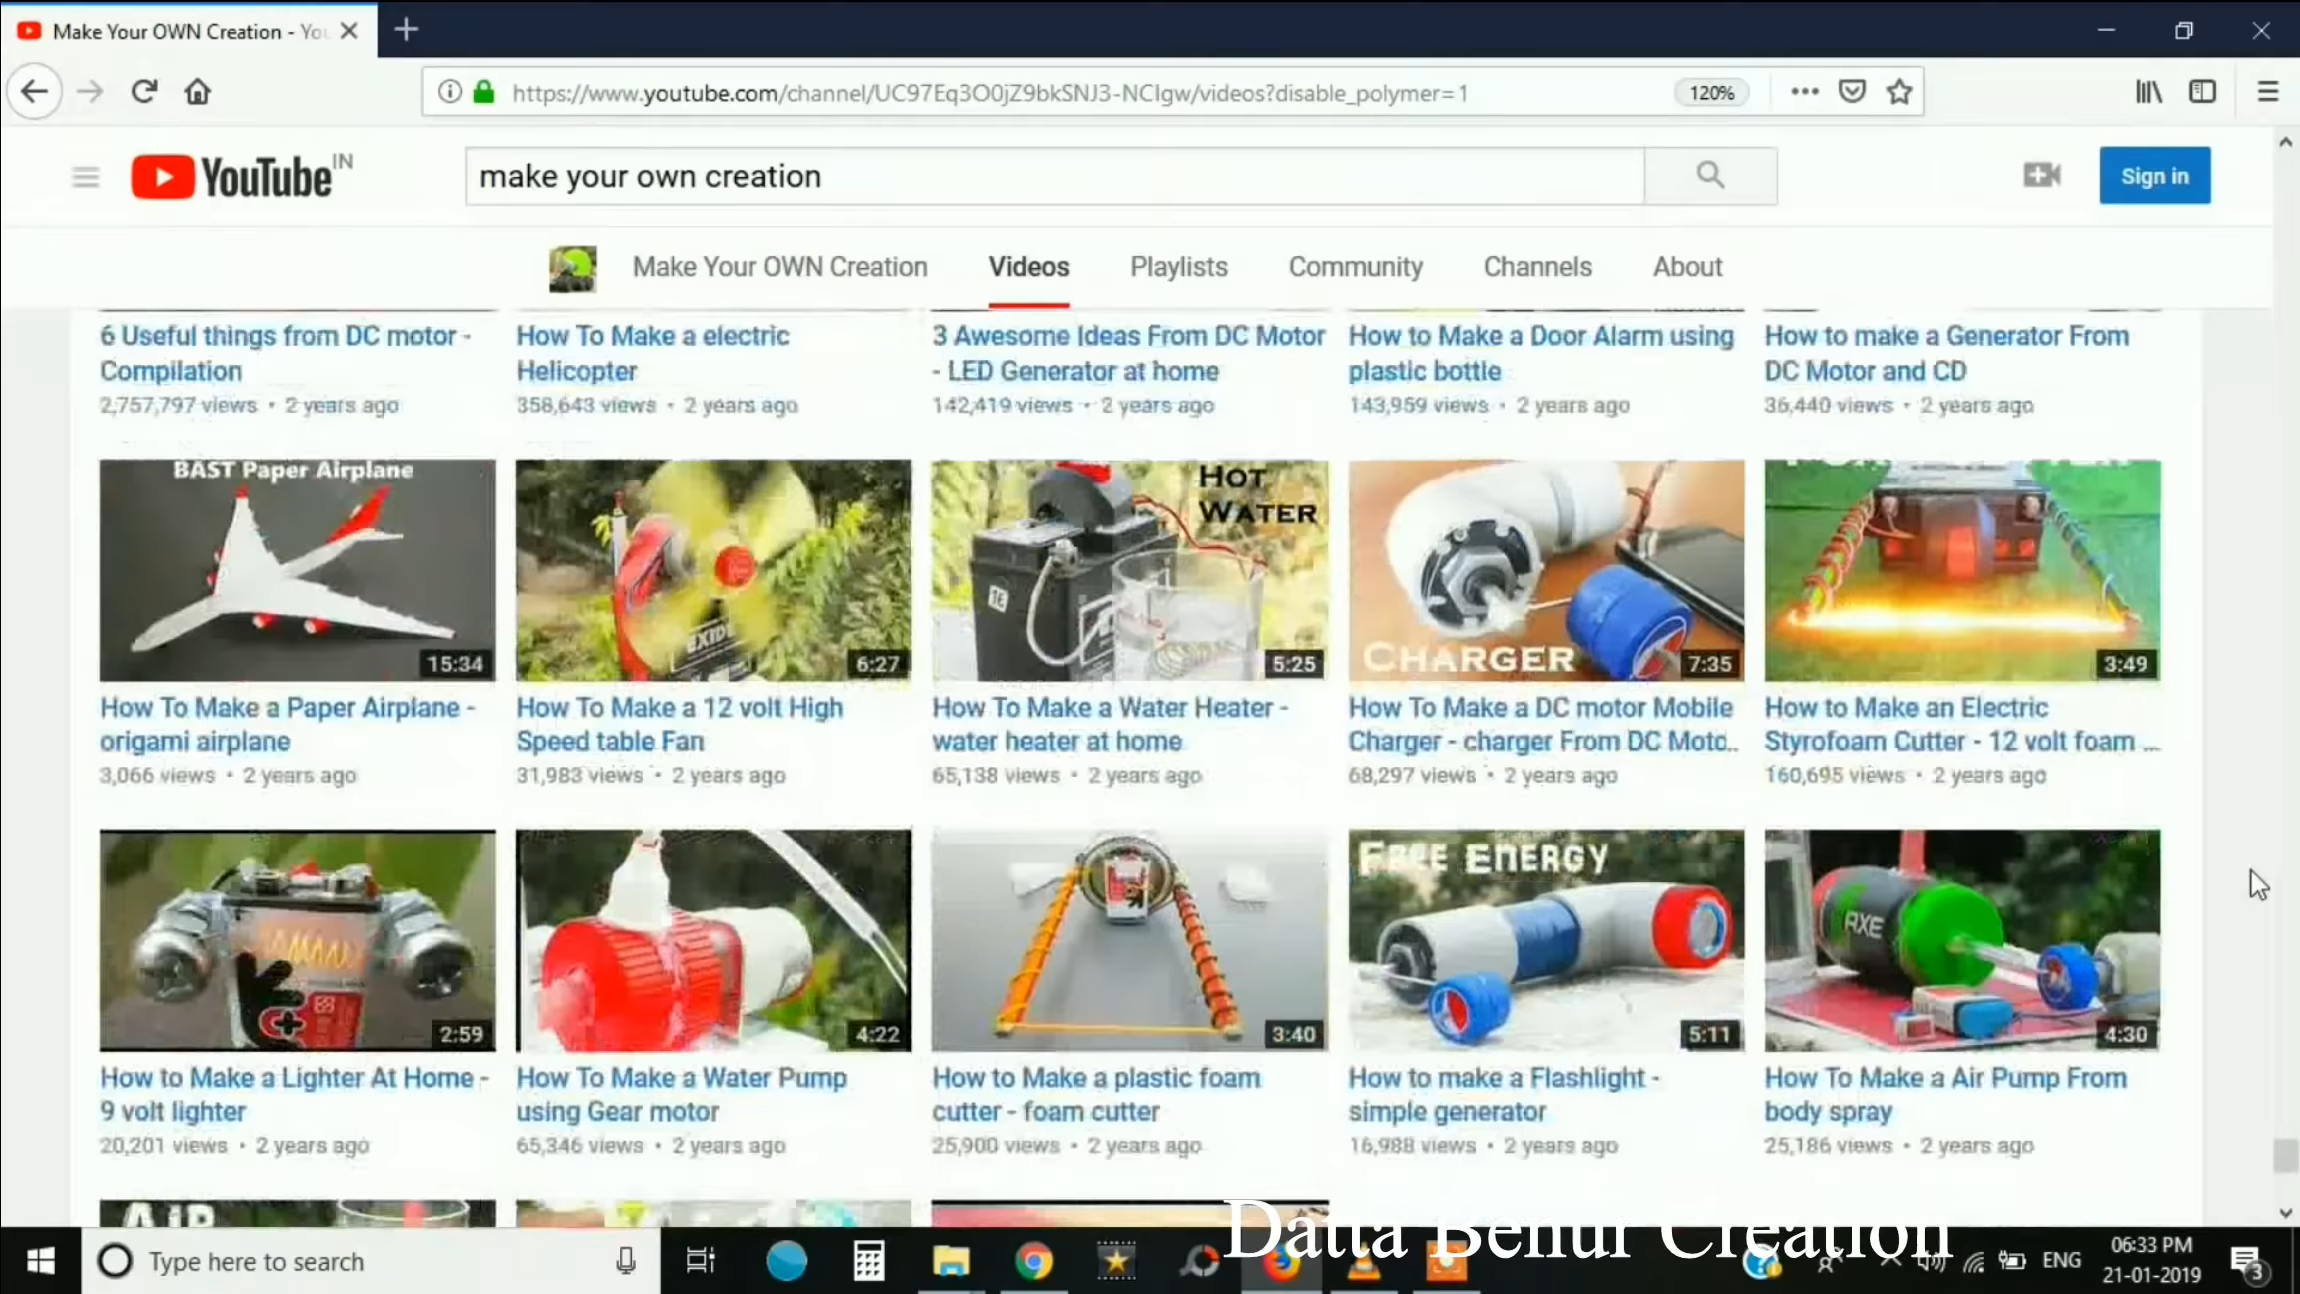 Make Your OWN Creation - You
https://www.youtube.com/channel/UC97Eq3O0jZ9bkSNJ3-NCIgw/videos?disable_polymer=1
120%
YouTube IN
make your own creation
Sign in
Make Your OWN Creation
Videos
Playlists
Community
Channels
About
6 Useful things from DC motor -
Compilation
2,757,797 views • 2 years ago
How To Make a electric
Helicopter
358,643 views • 2 years ago
3 Awesome Ideas From DC Motor
- LED Generator at home
142,419 views • 2 years ago
How to Make a Door Alarm using
plastic bottle
143,959 views • 2 years ago
How to make a Generator From
DC Motor and CD
36,440 views • 2 years ago
BAST Paper Airplane
15:34
How To Make a Paper Airplane -
origami airplane
3,066 views • 2 years ago
EXIDE
6:27
How To Make a 12 volt High
Speed table Fan
31,983 views • 2 years ago
HOT
WATER
5:25
How To Make a Water Heater -
water heater at home
65,138 views • 2 years ago
CHARGER
7:35
How To Make a DC motor Mobile
Charger - charger From DC Moto...
68,297 views • 2 years ago
3:49
How to Make an Electric
Styrofoam Cutter - 12 volt foam ...
160,695 views • 2 years ago
2:59
How to Make a Lighter At Home -
9 volt lighter
20,201 views • 2 years ago
4:22
How To Make a Water Pump
using Gear motor
65,346 views • 2 years ago
3:40
How to Make a plastic foam
cutter - foam cutter
25,900 views • 2 years ago
FREE ENERGY
5:11
How to make a Flashlight -
simple generator
16,988 views • 2 years ago
AXE
4:30
How To Make a Air Pump From
body spray
25,186 views • 2 years ago
AIR
Datta Benur Creation
Type here to search
ENG
06:33 PM
21-01-2019
3